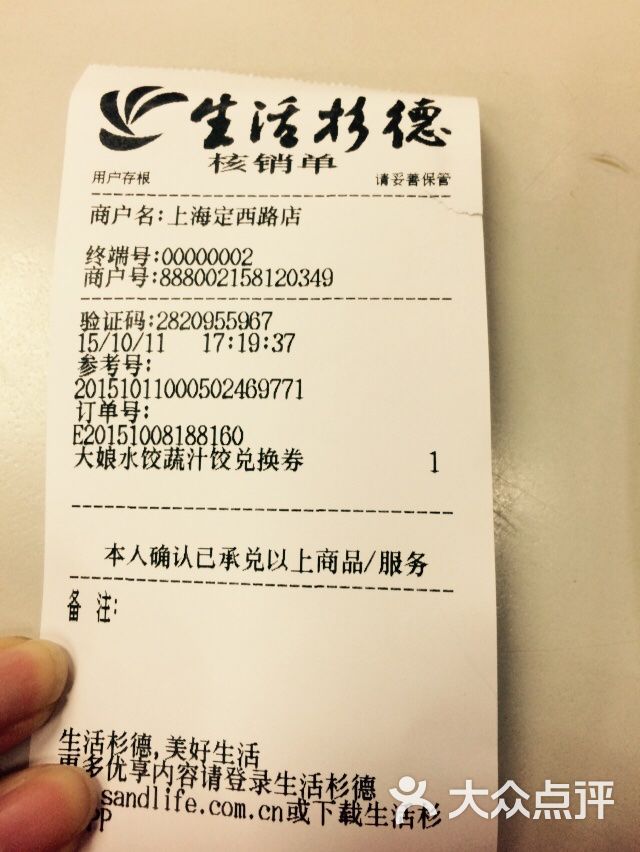 生活杉德
核销单
用户存根 请妥善保管
商户名:上海定西路店
终端号:00000002
商户号:888002158120349
验证码:2820955967
15/10/11 17:19:37
参考号:
20151011000502469771
订单号:
E20151008188160
大娘水饺蔬汁饺兑换券 1
本人确认已承兑以上商品/服务
备 注:
生活杉德,美好生活
更多优享内容请登录生活杉德
.sandlife.com.cn或下载生活杉
PP
大众点评